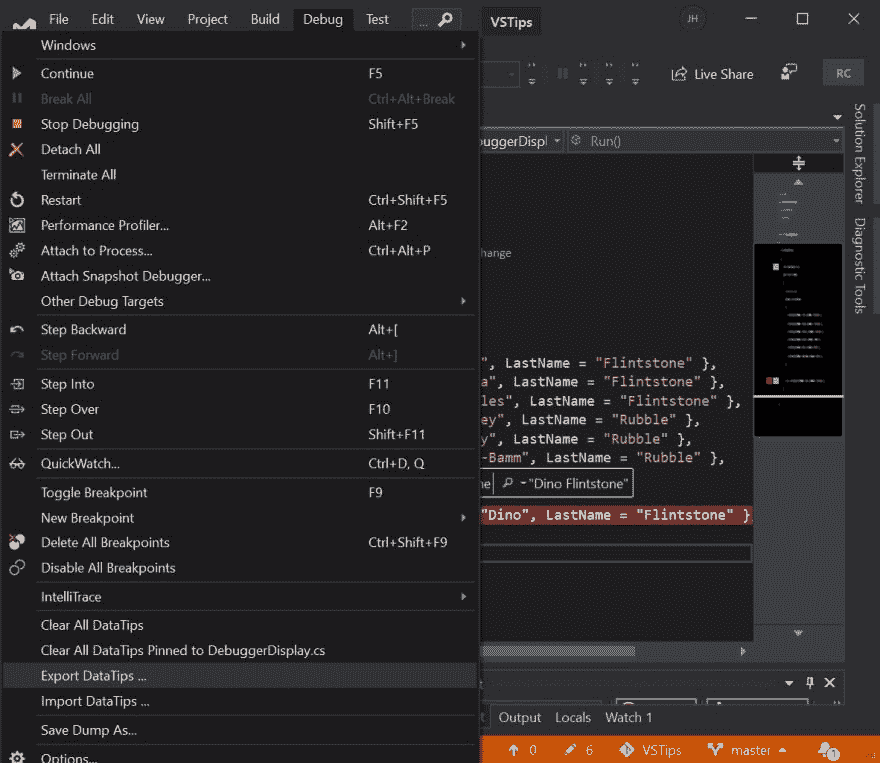 File Edit View Project Build Debug Test ... VSTips JH
Windows
Continue F5
Live Share RC
Break All Ctrl+Alt+Break
Stop Debugging Shift+F5
Detach All
Run()
Terminate All
Restart Ctrl+Shift+F5
Solution Explorer
Performance Profiler... Alt+F2
Attach to Process... Ctrl+Alt+P
hange
Attach Snapshot Debugger...
Diagnostic Tools
Other Debug Targets
Step Backward Alt+[
Step Forward Alt+]
", LastName = "Flintstone" },
Step Into F11
a", LastName = "Flintstone" },
les", LastName = "Flintstone" },
Step Over F10
ey", LastName = "Rubble" },
Step Out Shift+F11
y", LastName = "Rubble" },
-Bamm", LastName = "Rubble" },
QuickWatch... Ctrl+D, Q
ne "Dino Flintstone"
Toggle Breakpoint F9
"Dino", LastName = "Flintstone" }
New Breakpoint
Delete All Breakpoints Ctrl+Shift+F9
Disable All Breakpoints
IntelliTrace
Clear All DataTips
Clear All DataTips Pinned to DebuggerDisplay.cs
Export DataTips ...
Import DataTips ...
Output Locals Watch 1
Save Dump As...
0 6 VSTips master 1
Options...